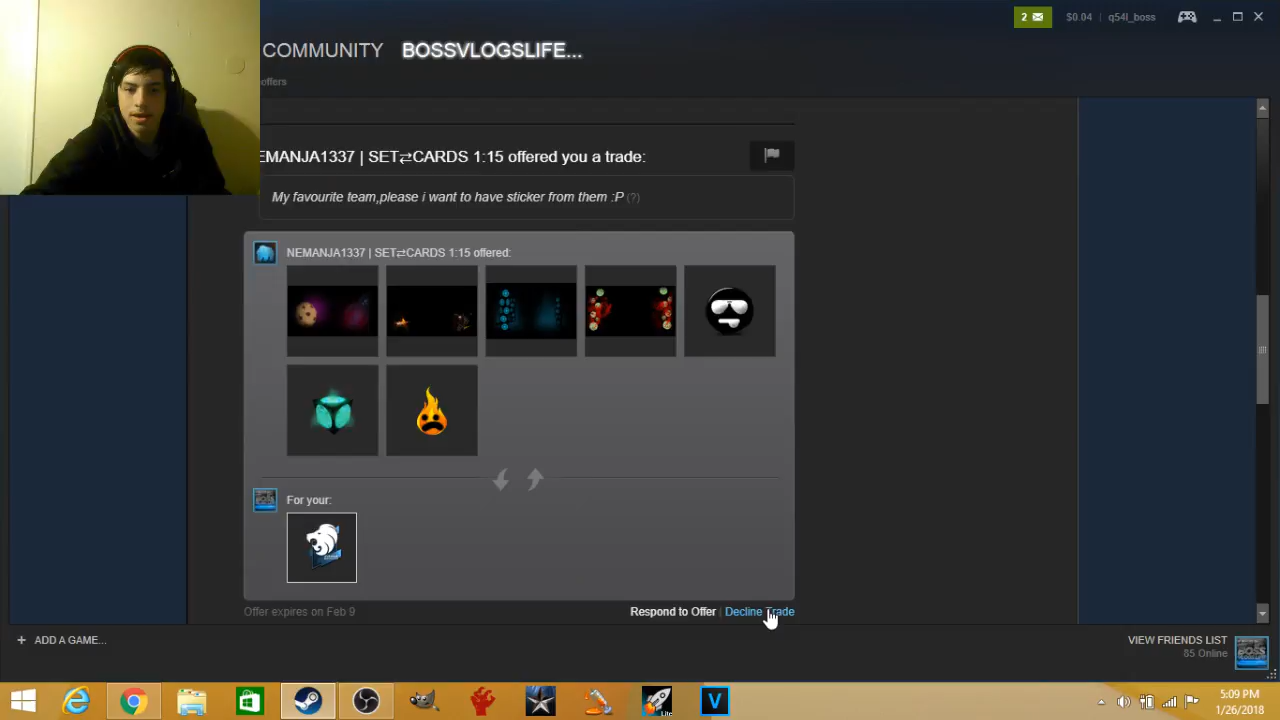 2
$0.04
q54l_boss
COMMUNITY
BOSSVLOGSLIFE...
offers
EMANJA1337 | SET⇄CARDS 1:15 offered you a trade:
My favourite team,please i want to have sticker from them :P (?)
NEMANJA1337 | SET⇄CARDS 1:15 offered:
For your:
Offer expires on Feb 9
Respond to Offer | Decline Trade
+ ADD A GAME...
VIEW FRIENDS LIST
85 Online
Lite
V
5:09 PM
1/26/2018